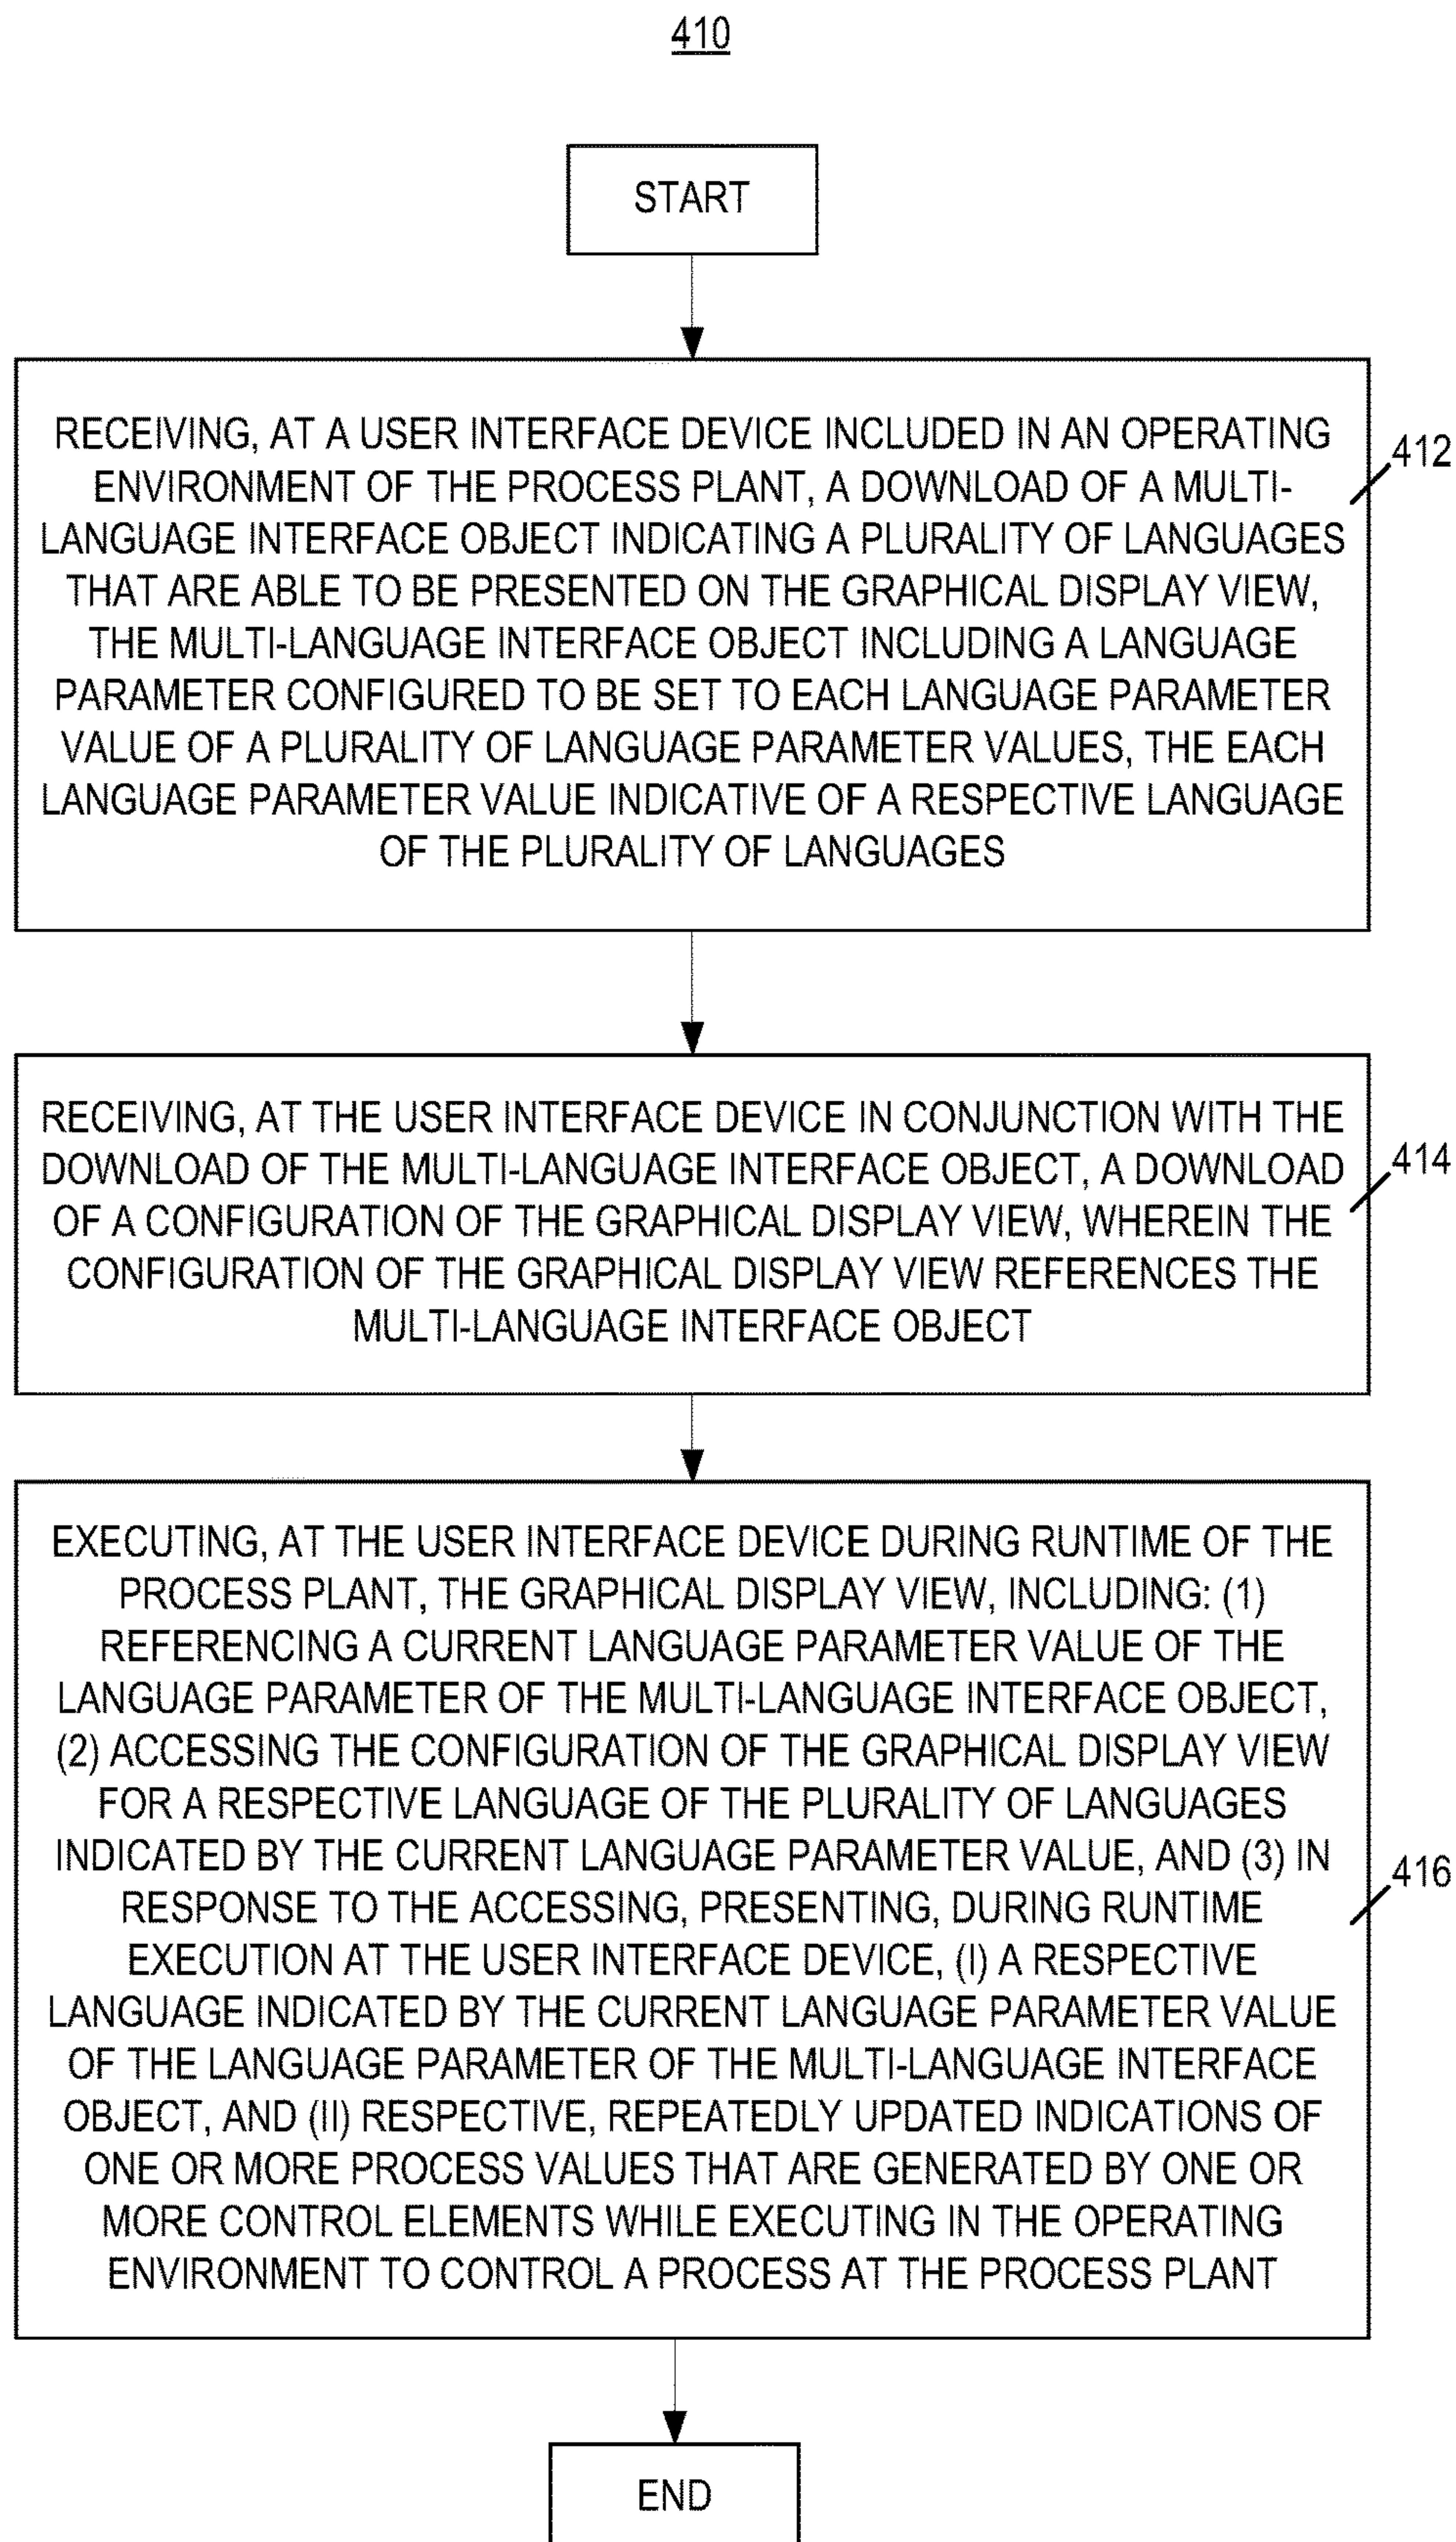 410
START
RECEIVING, AT A USER INTERFACE DEVICE INCLUDED IN AN OPERATING
ENVIRONMENT OF THE PROCESS PLANT, A DOWNLOAD OF A MULTI-
LANGUAGE INTERFACE OBJECT INDICATING A PLURALITY OF LANGUAGES
THAT ARE ABLE TO BE PRESENTED ON THE GRAPHICAL DISPLAY VIEW,
THE MULTI-LANGUAGE INTERFACE OBJECT INCLUDING A LANGUAGE
PARAMETER CONFIGURED TO BE SET TO EACH LANGUAGE PARAMETER
VALUE OF A PLURALITY OF LANGUAGE PARAMETER VALUES, THE EACH
LANGUAGE PARAMETER VALUE INDICATIVE OF A RESPECTIVE LANGUAGE
OF THE PLURALITY OF LANGUAGES
412
RECEIVING, AT THE USER INTERFACE DEVICE IN CONJUNCTION WITH THE
DOWNLOAD OF THE MULTI-LANGUAGE INTERFACE OBJECT, A DOWNLOAD
OF A CONFIGURATION OF THE GRAPHICAL DISPLAY VIEW, WHEREIN THE
CONFIGURATION OF THE GRAPHICAL DISPLAY VIEW REFERENCES THE
MULTI-LANGUAGE INTERFACE OBJECT
414
EXECUTING, AT THE USER INTERFACE DEVICE DURING RUNTIME OF THE
PROCESS PLANT, THE GRAPHICAL DISPLAY VIEW, INCLUDING: (1)
REFERENCING A CURRENT LANGUAGE PARAMETER VALUE OF THE
LANGUAGE PARAMETER OF THE MULTI-LANGUAGE INTERFACE OBJECT,
(2) ACCESSING THE CONFIGURATION OF THE GRAPHICAL DISPLAY VIEW
FOR A RESPECTIVE LANGUAGE OF THE PLURALITY OF LANGUAGES
INDICATED BY THE CURRENT LANGUAGE PARAMETER VALUE, AND (3) IN
RESPONSE TO THE ACCESSING, PRESENTING, DURING RUNTIME
EXECUTION AT THE USER INTERFACE DEVICE, (I) A RESPECTIVE
LANGUAGE INDICATED BY THE CURRENT LANGUAGE PARAMETER VALUE
OF THE LANGUAGE PARAMETER OF THE MULTI-LANGUAGE INTERFACE
OBJECT, AND (II) RESPECTIVE, REPEATEDLY UPDATED INDICATIONS OF
ONE OR MORE PROCESS VALUES THAT ARE GENERATED BY ONE OR
MORE CONTROL ELEMENTS WHILE EXECUTING IN THE OPERATING
ENVIRONMENT TO CONTROL A PROCESS AT THE PROCESS PLANT
416
END